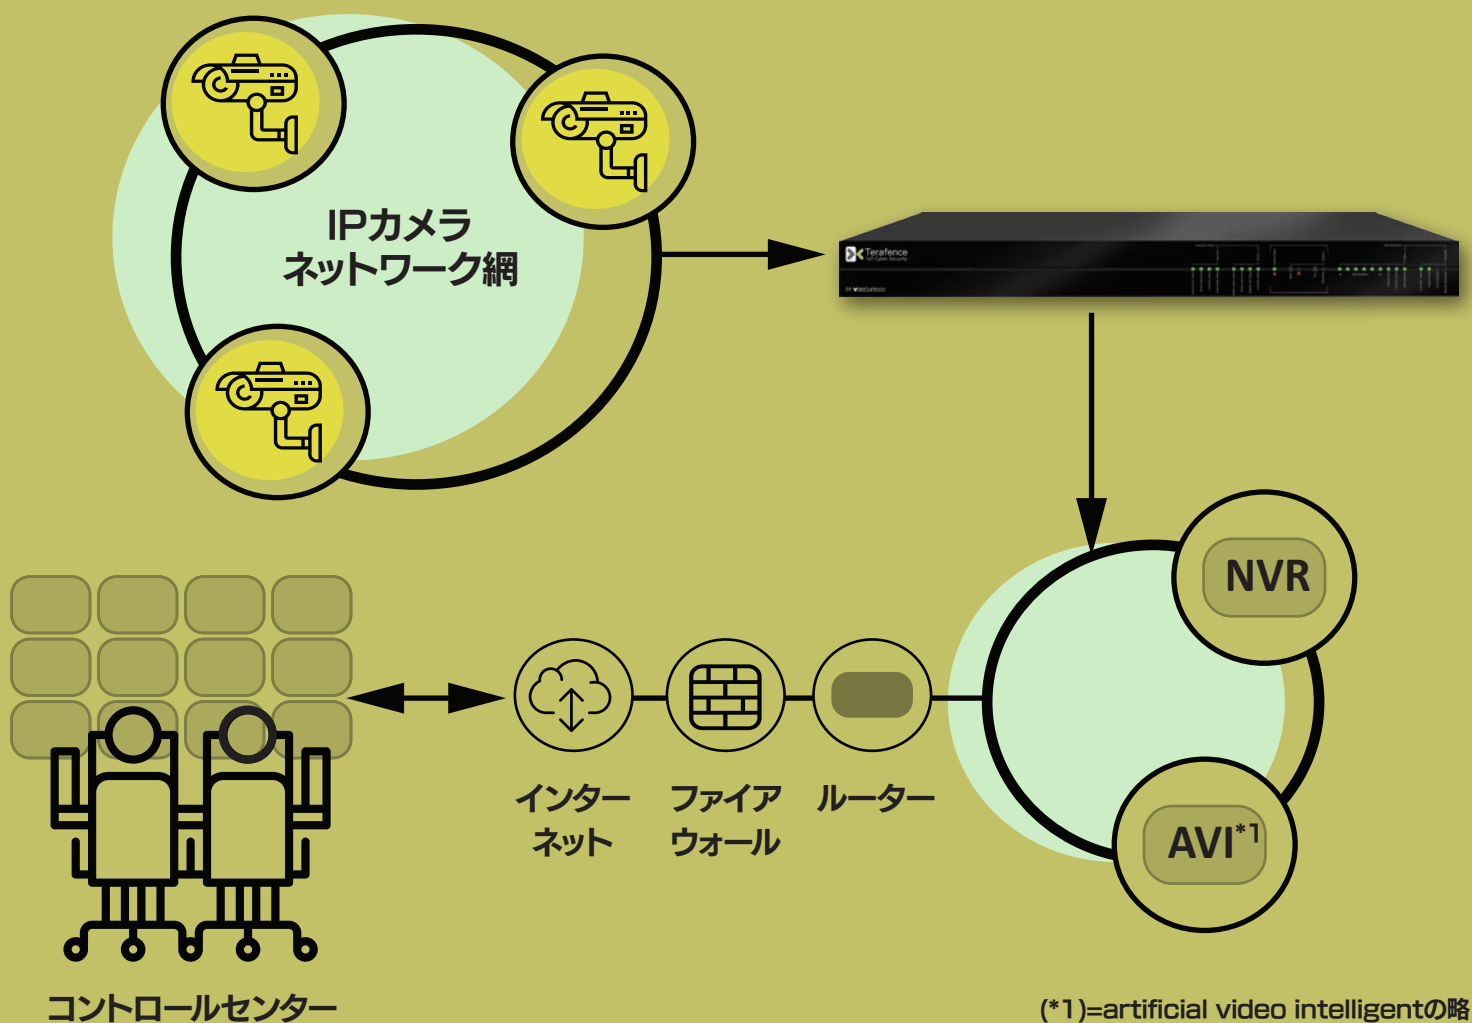 IPカメラ
ネットワーク網
Terafence
IoT Cyber Security
NVR
インター
ネット
ファイア
ウォール
ルーター
AVI*1
コントロールセンター
(*1)=artificial video intelligentの略